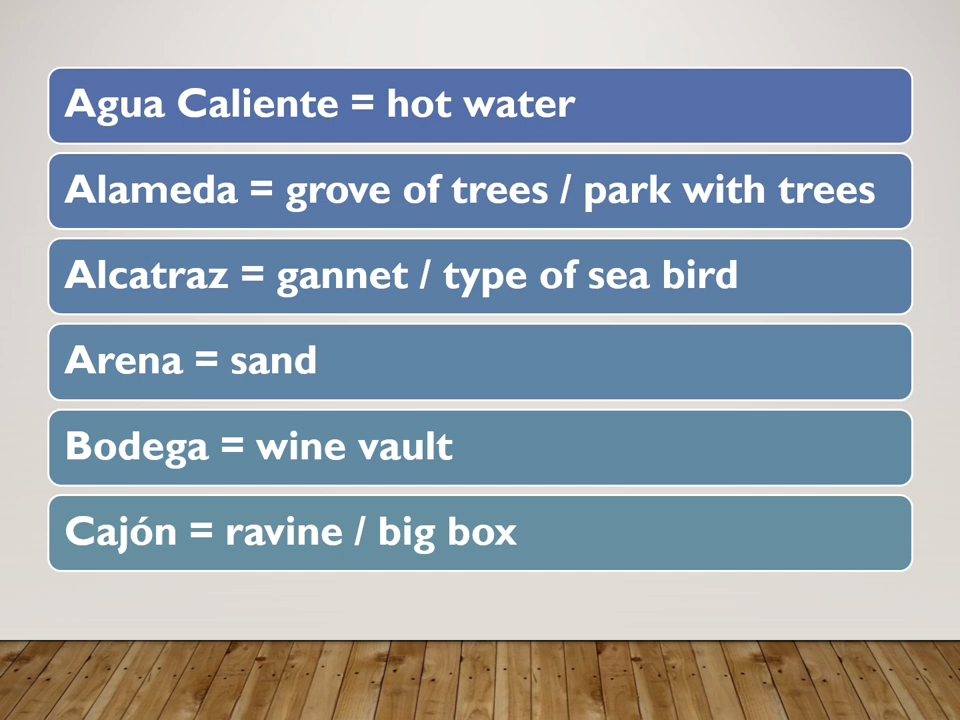 Agua Caliente = hot water
Alameda = grove of trees / park with trees
Alcatraz = gannet / type of sea bird
Arena = sand
Bodega = wine vault
Cajón = ravine / big box